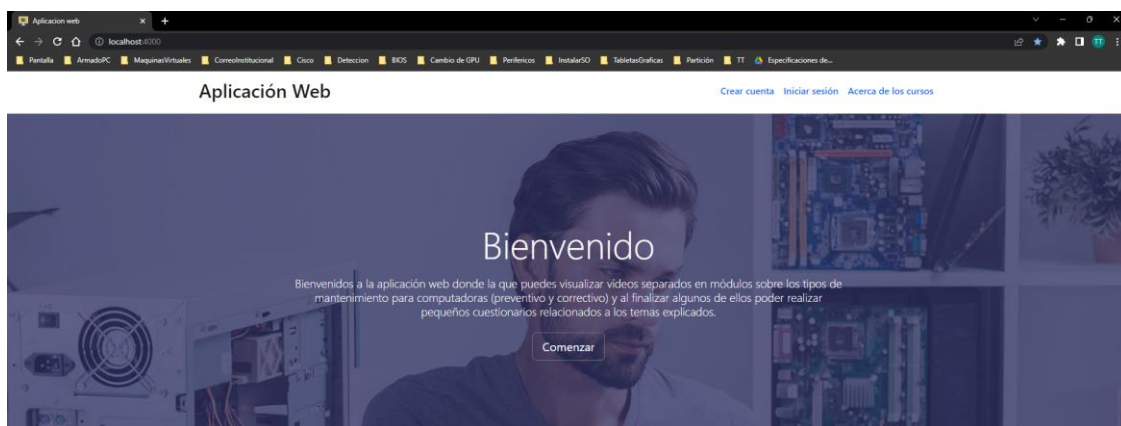 Aplicacion web
localhost:4000
Pantalla ArmadoPC MaquinasVirtuales CorreoInstitucional Cisco Deteccion BIOS Cambio de GPU Perifericos InstalarSO TabletasGraficas Partición TT Especificaciones de...
Aplicación Web
Crear cuenta Iniciar sesión Acerca de los cursos
Bienvenido
Bienvenidos a la aplicación web donde la que puedes visualizar vídeos separados en módulos sobre los tipos de
mantenimiento para computadoras (preventivo y correctivo) y al finalizar algunos de ellos poder realizar
pequeños cuestionarios relacionados a los temas explicados.
Comenzar